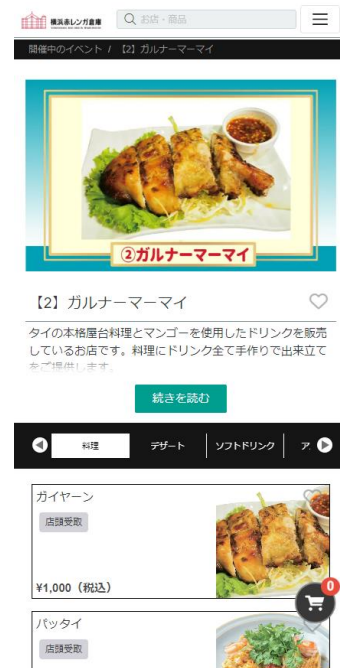 横浜赤レンガ倉庫
お店・商品
開催中のイベント / 【2】ガルナーマーマイ
②ガルナーマーマイ
【2】ガルナーマーマイ
タイの本格屋台料理とマンゴーを使用したドリンクを販売
しているお店です。料理にドリンク全て手作りで出来立て
をご提供します。
続きを読む
料理
デザート
ソフトドリンク
ア
ガイヤーン
店頭受取
¥1,000(税込)
0
パッタイ
店頭受取